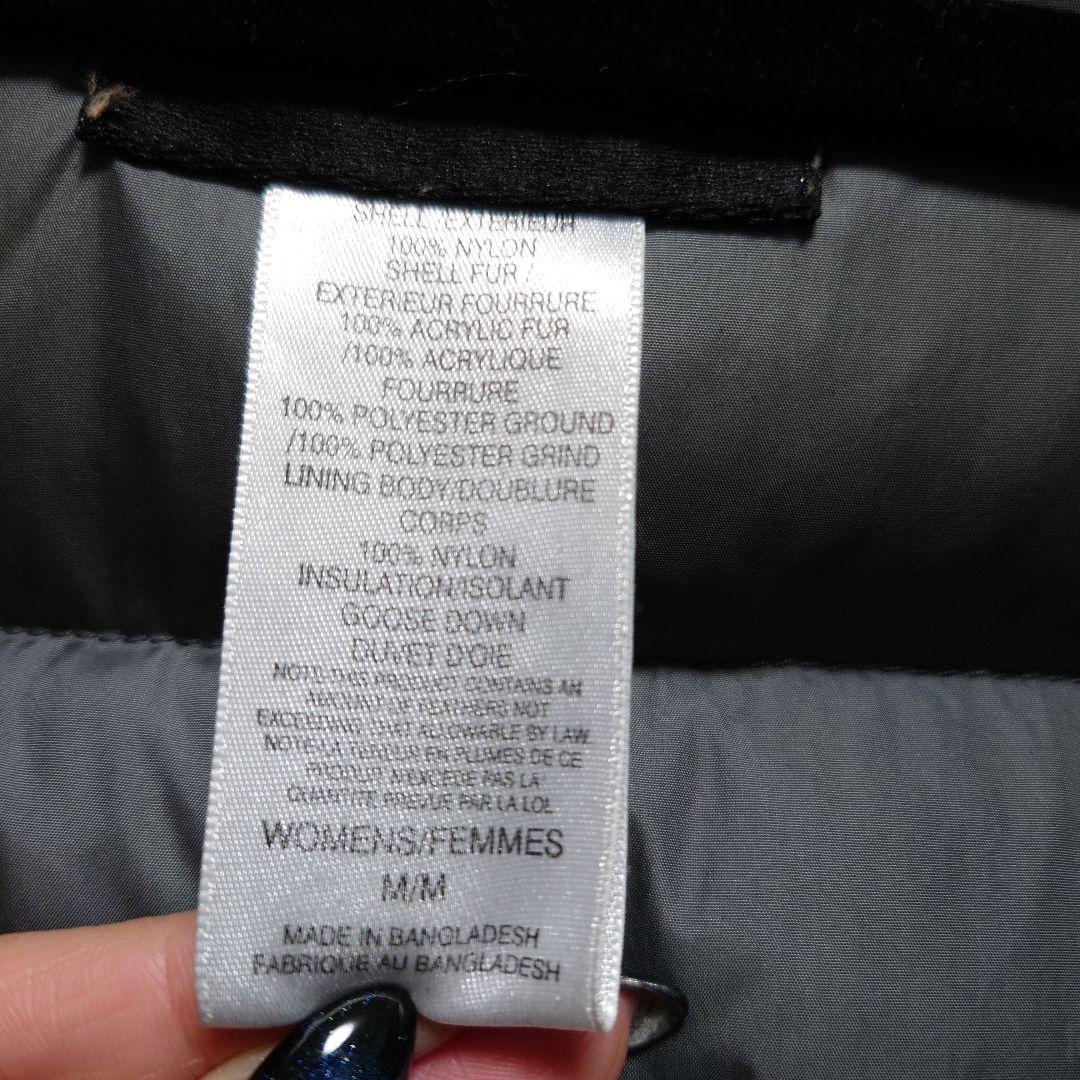 SHELL EXTERIEUR
100% NYLON
SHELL FUR /
EXTERIEUR FOURRURE
100% ACRYLIC FUR
/100% ACRYLIQUE
FOURRURE
100% POLYESTER GROUND
/100% POLYESTER GRIND
LINING BODY/DOUBLURE
CORPS
100% NYLON
INSULATION/ISOLANT
GOOSE DOWN
DUVET D'OIE
NOTE:THIS PRODUCT CONTAINS AN
AMOUNT OF FEATHERS NOT
EXCEEDING THAT ALLOWABLE BY LAW
NOTE:LA TENEUR EN PLUMES DE CE
PRODUIT N'EXCEDE PAS LA
QUANTITE PREVUE PAR LA LOL
WOMENS/FEMMES
M/M
MADE IN BANGLADESH
FABRIQUE AU BANGLADESH